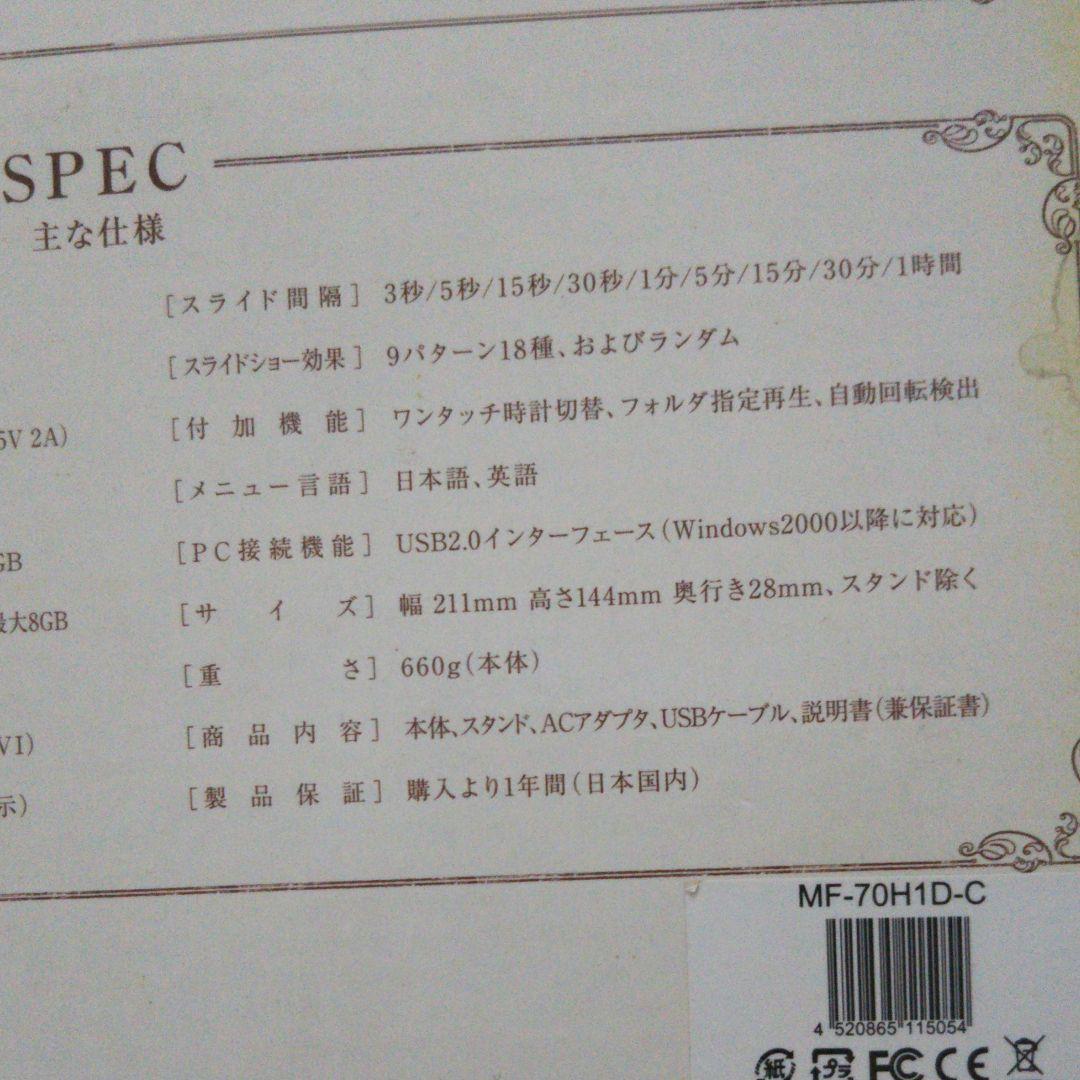 SPEC
主な仕様
[スライド間隔] 3秒/5秒/15秒/30秒/1分/5分/15分/30分/1時間
[スライドショー効果] 9パターン18種、およびランダム
5V 2A) [付加機能] ワンタッチ時計切替、フォルダ指定再生、自動回転検出
[メニュー言語] 日本語、英語
GB [PC接続機能] USB2.0インターフェース(Windows2000以降に対応)
最大8GB [サイズ] 幅 211mm 高さ144mm 奥行き28mm、スタンド除く
[重さ] 660g(本体)
VI) [商品内容] 本体、スタンド、ACアダプタ、USBケーブル、説明書(兼保証書)
示) [製品保証] 購入より1年間(日本国内)
MF-70H1D-C
4 520865 115054
紙 プラ FC CE